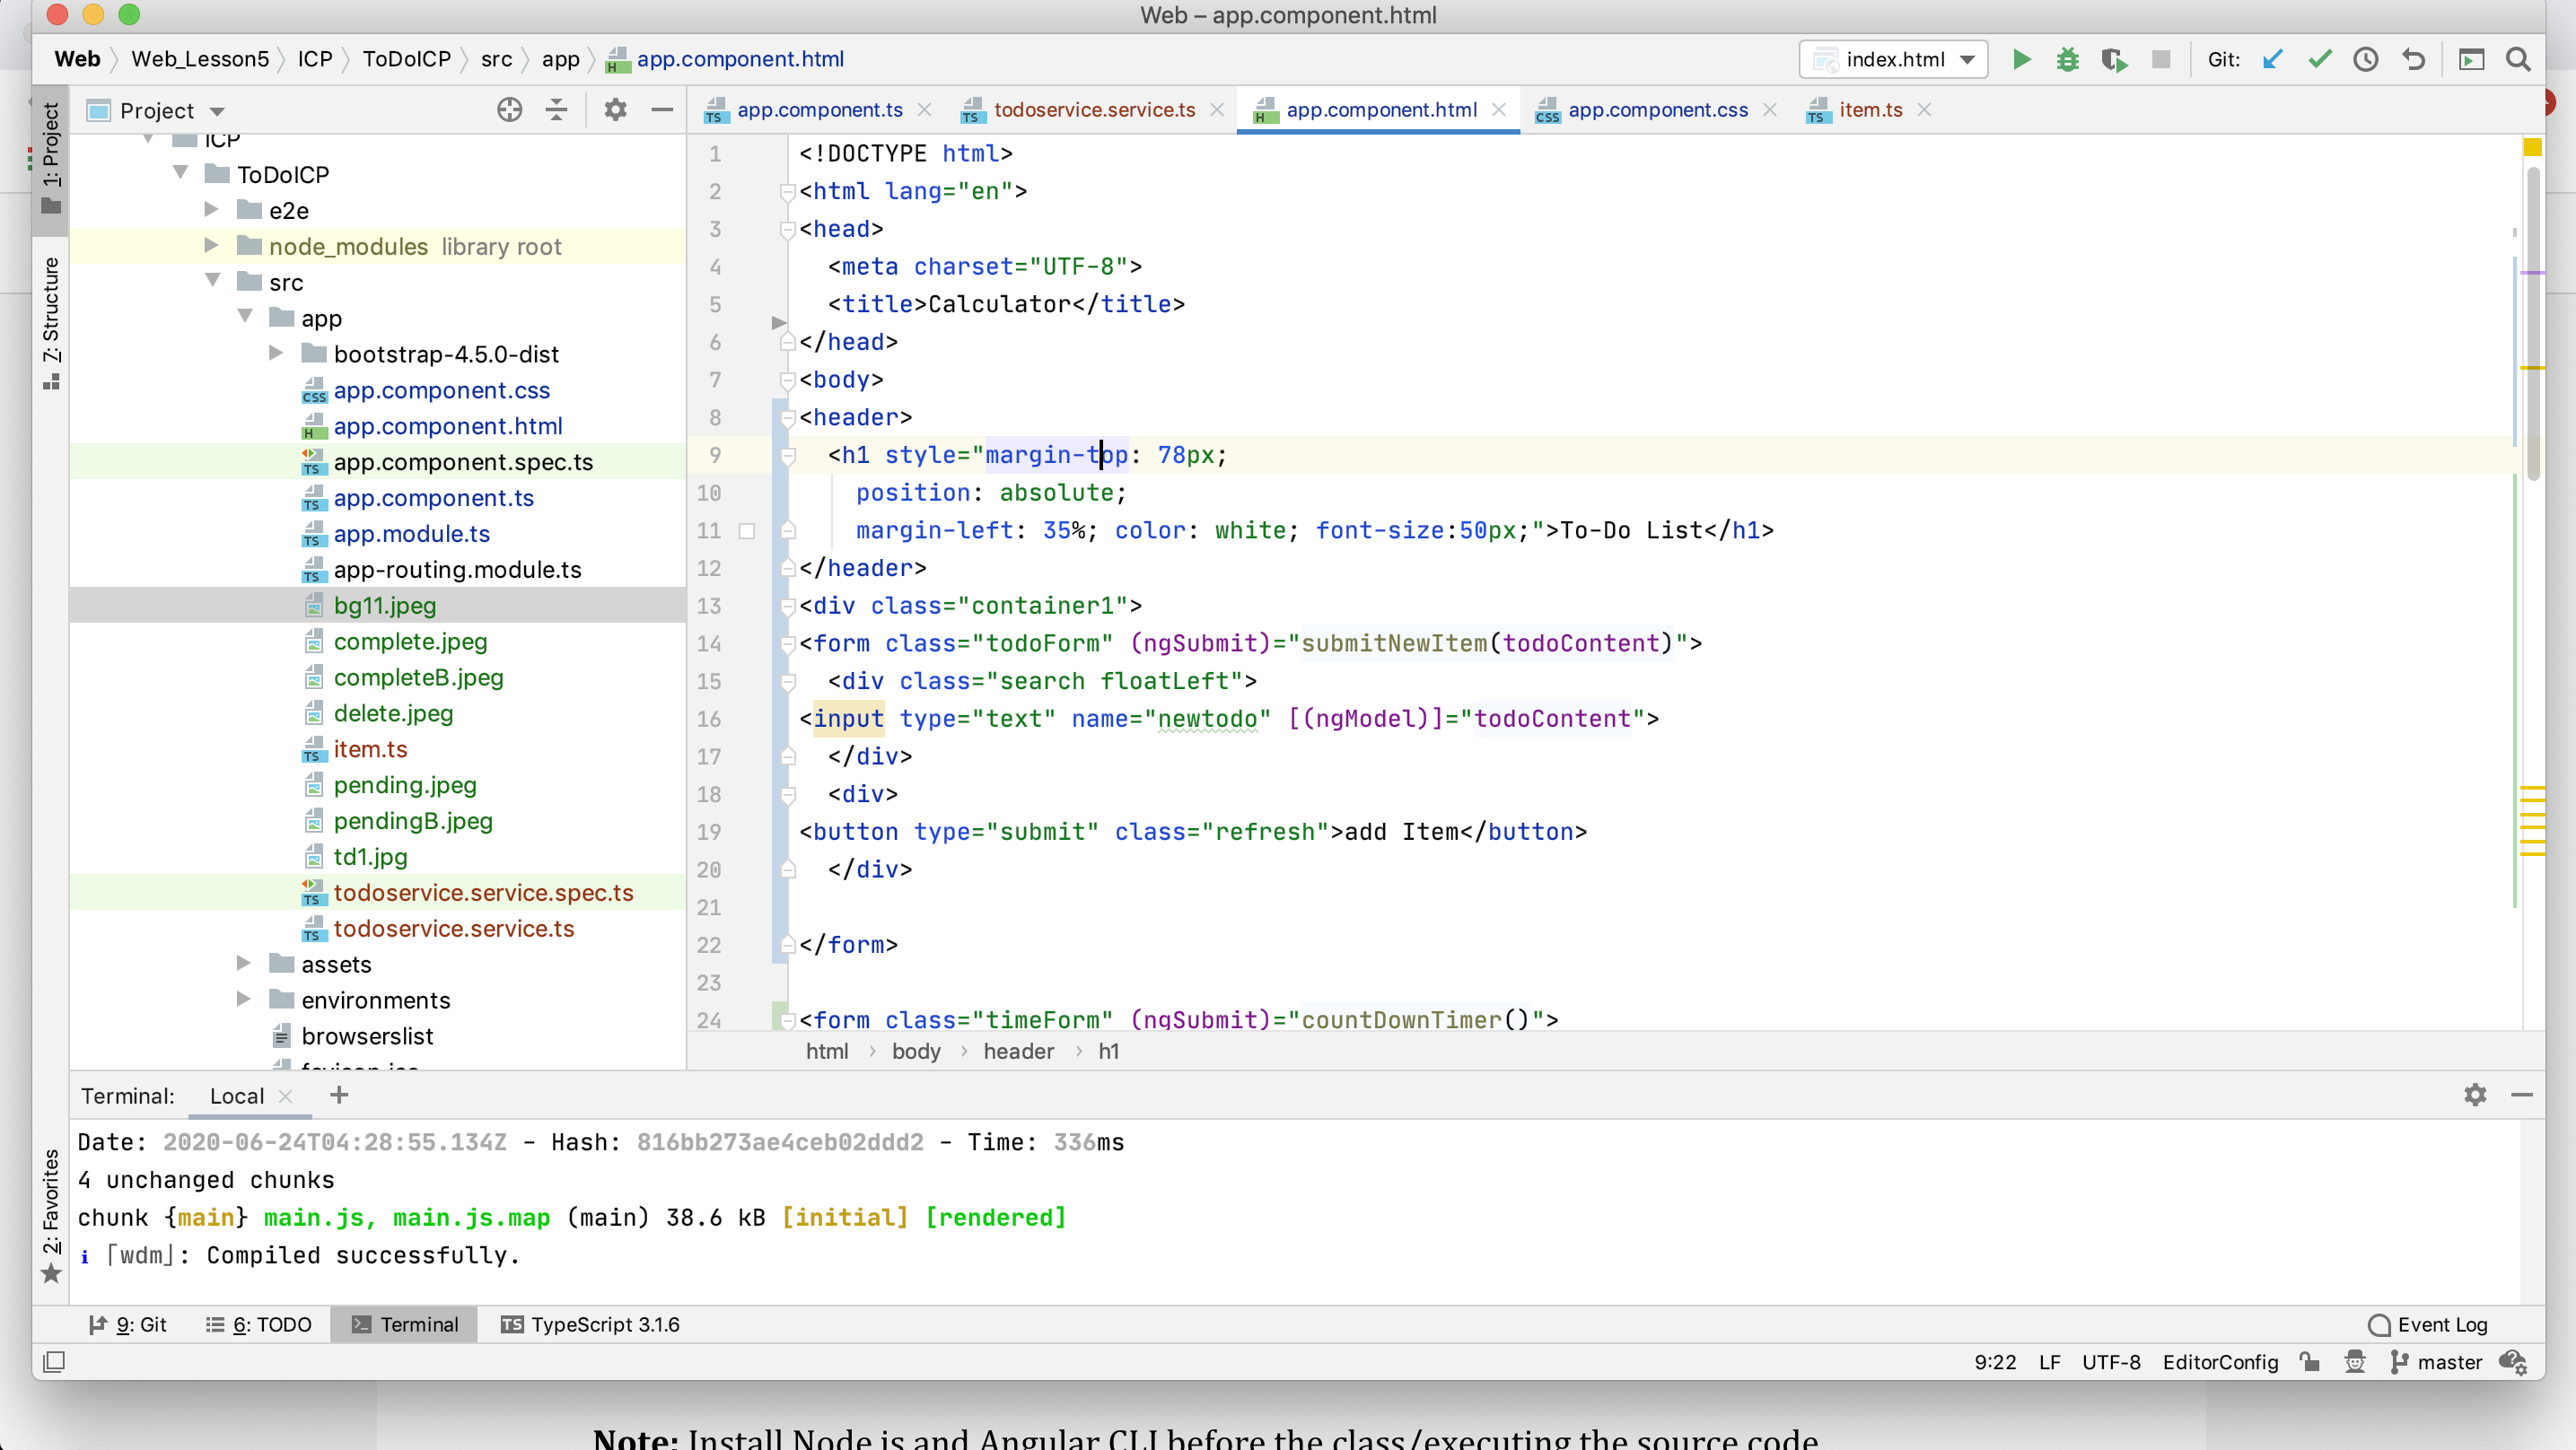 Web – app.component.html
Web Web_Lesson5 ICP ToDoICP src app app.component.html index.html Git:
1: Project
7: Structure
2: Favorites
Project
ICP
ToDoICP
e2e
node_modules library root
src
app
bootstrap-4.5.0-dist
app.component.css
app.component.html
app.component.spec.ts
app.component.ts
app.module.ts
app-routing.module.ts
bg11.jpeg
complete.jpeg
completeB.jpeg
delete.jpeg
item.ts
pending.jpeg
pendingB.jpeg
td1.jpg
todoservice.service.spec.ts
todoservice.service.ts
assets
environments
browserslist
favicon.ico
app.component.ts todoservice.service.ts app.component.html app.component.css item.ts
1 <!DOCTYPE html>
2 <html lang="en">
3 <head>
4 <meta charset="UTF-8">
5 <title>Calculator</title>
6 </head>
7 <body>
8 <header>
9 <h1 style="margin-top: 78px;
10 position: absolute;
11 margin-left: 35%; color: white; font-size:50px;">To-Do List</h1>
12 </header>
13 <div class="container1">
14 <form class="todoForm" (ngSubmit)="submitNewItem(todoContent)">
15 <div class="search floatLeft">
16 <input type="text" name="newtodo" [(ngModel)]="todoContent">
17 </div>
18 <div>
19 <button type="submit" class="refresh">add Item</button>
20 </div>
21
22 </form>
23
24 <form class="timeForm" (ngSubmit)="countDownTimer()">
html › body › header › h1
Terminal: Local
Date: 2020-06-24T04:28:55.134Z - Hash: 816bb273ae4ceb02ddd2 - Time: 336ms
4 unchanged chunks
chunk {main} main.js, main.js.map (main) 38.6 kB [initial] [rendered]
ℹ ｢wdm｣: Compiled successfully.
9: Git 6: TODO Terminal TypeScript 3.1.6 Event Log
9:22 LF UTF-8 EditorConfig master
Note: Install Node js and Angular CLI before the class/executing the source code